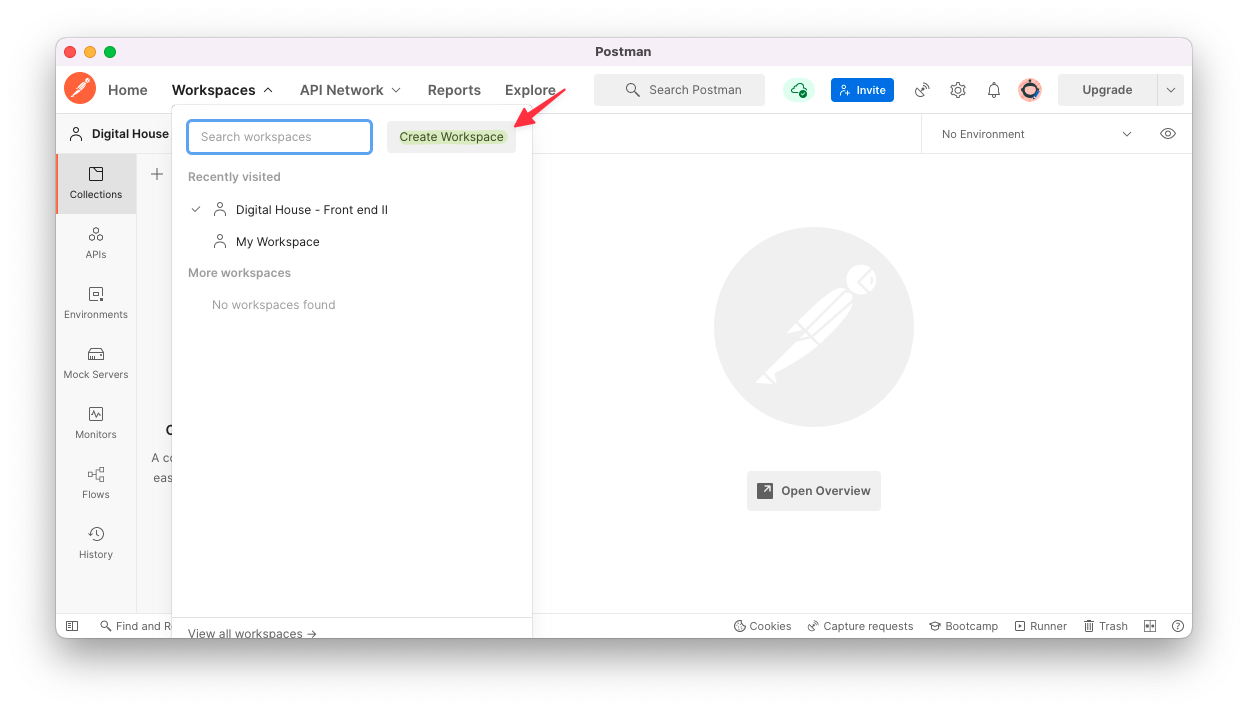 Postman
Home Workspaces API Network Reports Explore Search Postman Invite Upgrade
Digital House Search workspaces Create Workspace No Environment
Recently visited
Collections
Digital House - Front end II
My Workspace
APIs
More workspaces
No workspaces found
Environments
Mock Servers
Monitors
A co
eas
Open Overview
Flows
History
Find and Re Cookies Capture requests Bootcamp Runner Trash
View all workspaces →